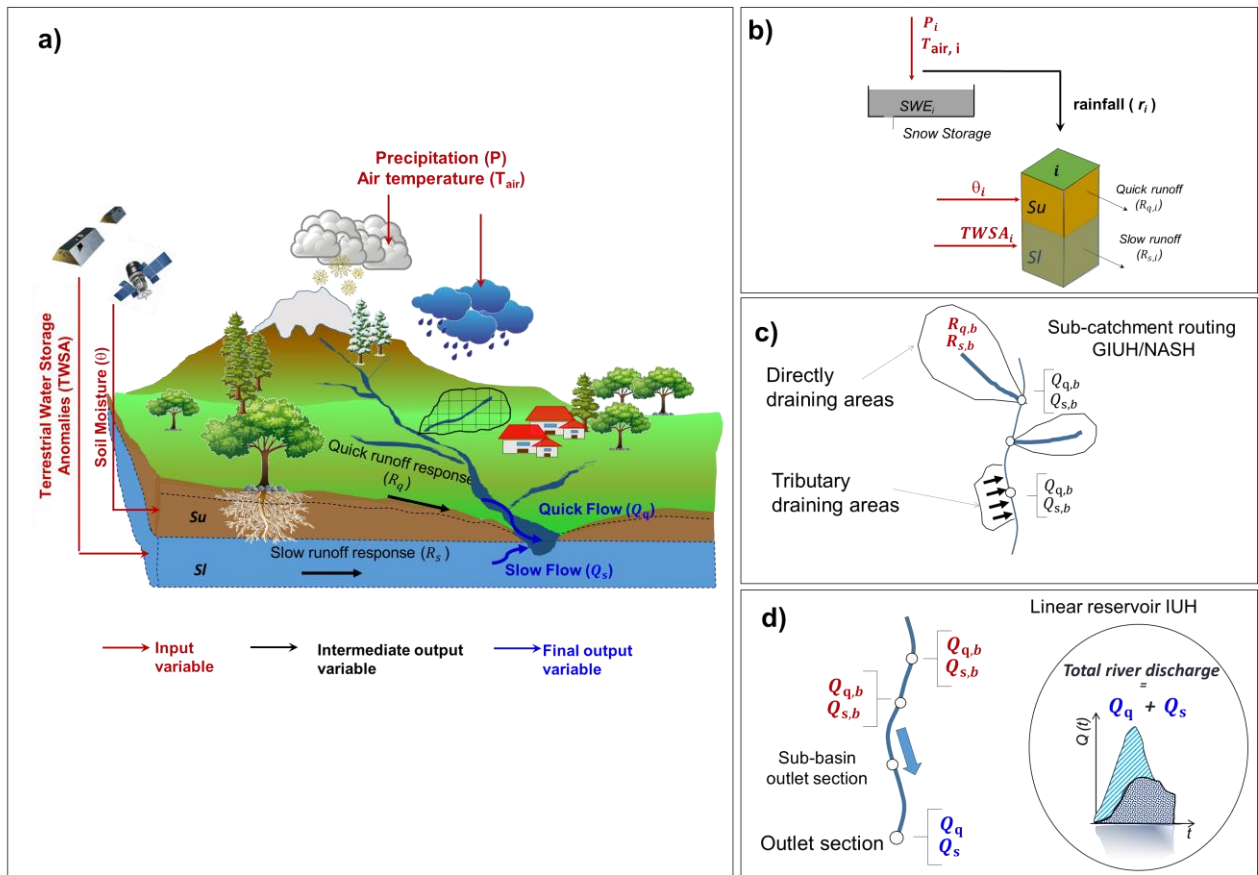 a)
Precipitation (P)
Air temperature (Tair)
Terrestrial Water Storage
Anomalies (TWSA)
Soil Moisture (θ)
Quick runoff response
(Rq)
Su
Quick Flow (Qq)
Slow runoff response (Rs)
Sl
Slow Flow (Qs)
Input
variable
Intermediate output
variable
Final output
variable
b)
Pi
Tair, i
SWEi
Snow Storage
rainfall ( ri)
i
θi
Su
Quick runoff
(Rq,i)
TWSAi
Sl
Slow runoff
(Rs,i)
c)
Rq,b
Rs,b
Sub-catchment routing
GIUH/NASH
Directly
draining areas
Qq,b
Qs,b
Tributary
draining areas
Qq,b
Qs,b
d)
Linear reservoir IUH
Qq,b
Qs,b
Qq,b
Qs,b
Sub-basin
outlet section
Outlet section
Qq
Qs
Total river discharge
=
Qq + Qs
Q (t)
t